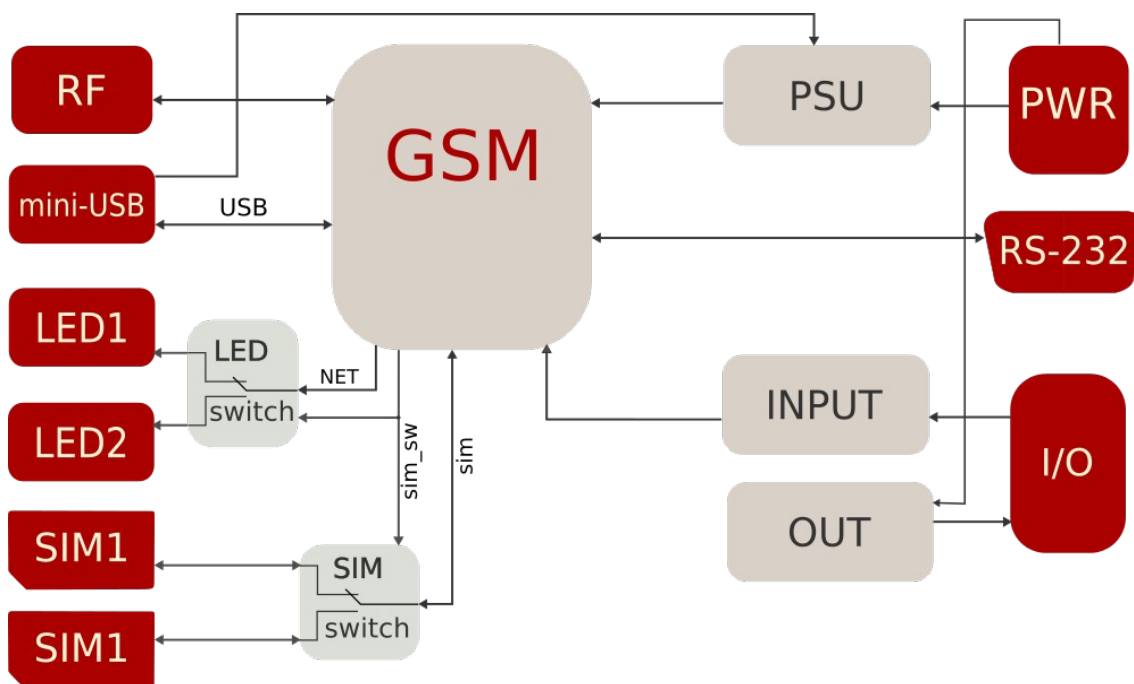 RF
GSM
PSU
PWR
mini-USB
USB
RS-232
LED1
LED
switch
NET
LED2
sim_sw
sim
INPUT
I/O
OUT
SIM1
SIM
switch
SIM1